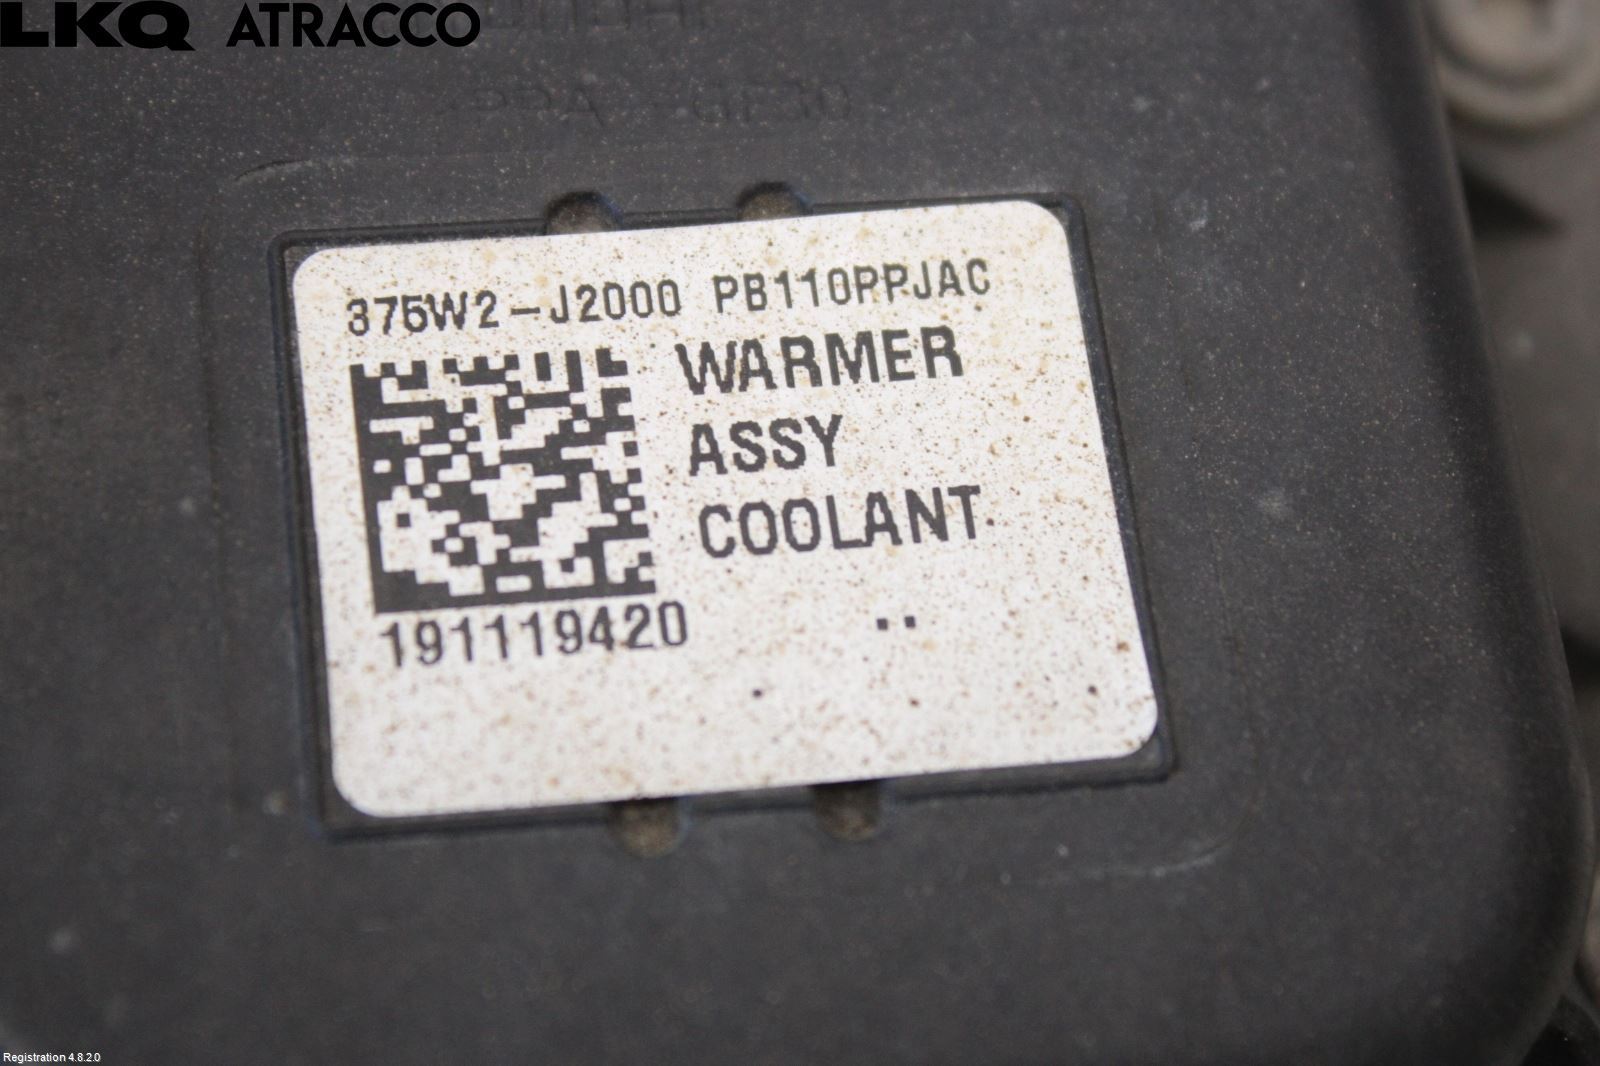 LKQ ATRACCO
375W2-J2000 PB110PPJAC
WARMER
ASSY
COOLANT
191119420
..
Registration 4.8.2.0